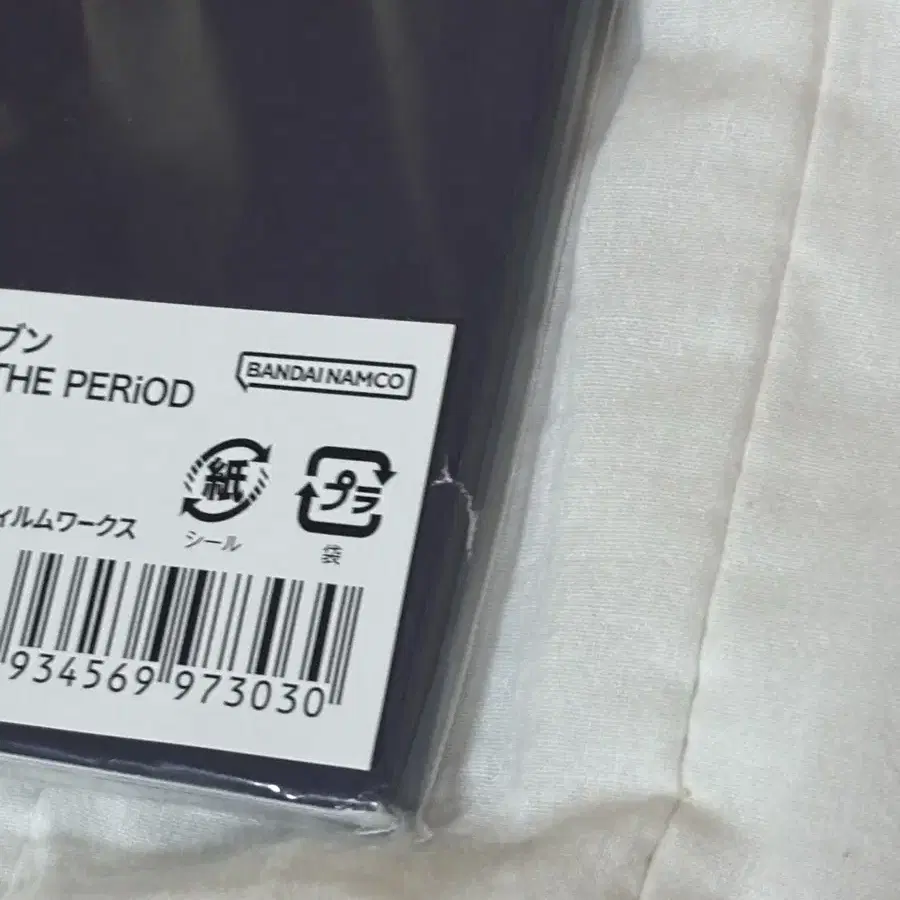 ブン
THE PERiOD
BANDAI NAMCO
紙
プラ
シール
袋
ィルムワークス
934569 973030